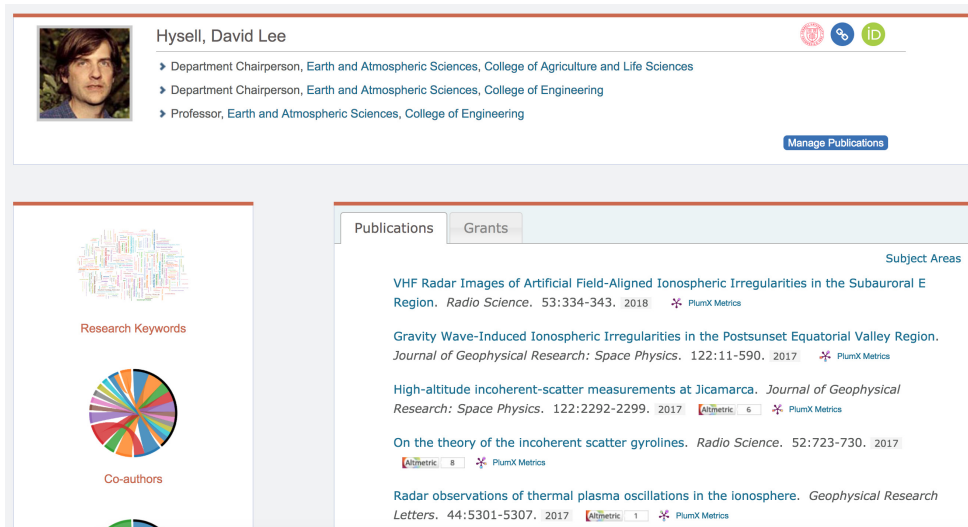 Hysell, David Lee
iD
Department Chairperson, Earth and Atmospheric Sciences, College of Agriculture and Life Sciences
Department Chairperson, Earth and Atmospheric Sciences, College of Engineering
Professor, Earth and Atmospheric Sciences, College of Engineering
Manage Publications
Research Keywords
Co-authors
Publications
Grants
Subject Areas
VHF Radar Images of Artificial Field-Aligned Ionospheric Irregularities in the Subauroral E
Region. Radio Science. 53:334-343. 2018 PlumX Metrics
Gravity Wave-Induced Ionospheric Irregularities in the Postsunset Equatorial Valley Region.
Journal of Geophysical Research: Space Physics. 122:11-590. 2017 PlumX Metrics
High-altitude incoherent-scatter measurements at Jicamarca. Journal of Geophysical
Research: Space Physics. 122:2292-2299. 2017 Altmetric 6 PlumX Metrics
On the theory of the incoherent scatter gyrolines. Radio Science. 52:723-730. 2017
Altmetric 8 PlumX Metrics
Radar observations of thermal plasma oscillations in the ionosphere. Geophysical Research
Letters. 44:5301-5307. 2017 Altmetric 1 PlumX Metrics